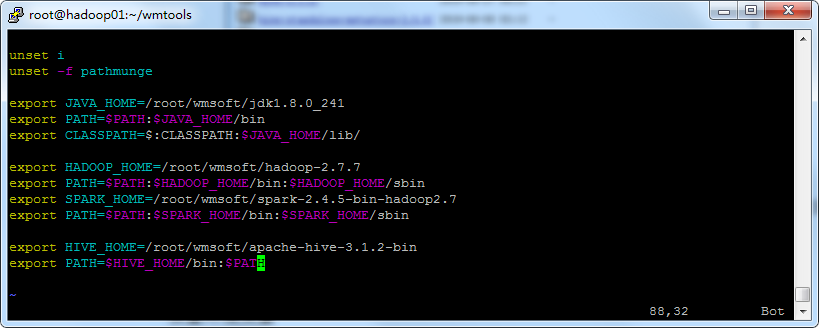 root@hadoop01:~/wmtools
unset i
unset -f pathmunge
export JAVA_HOME=/root/wmsoft/jdk1.8.0_241
export PATH=$PATH:$JAVA_HOME/bin
export CLASSPATH=$:CLASSPATH:$JAVA_HOME/lib/
export HADOOP_HOME=/root/wmsoft/hadoop-2.7.7
export PATH=$PATH:$HADOOP_HOME/bin:$HADOOP_HOME/sbin
export SPARK_HOME=/root/wmsoft/spark-2.4.5-bin-hadoop2.7
export PATH=$PATH:$SPARK_HOME/bin:$SPARK_HOME/sbin
export HIVE_HOME=/root/wmsoft/apache-hive-3.1.2-bin
export PATH=$HIVE_HOME/bin:$PATH
~
88,32 Bot